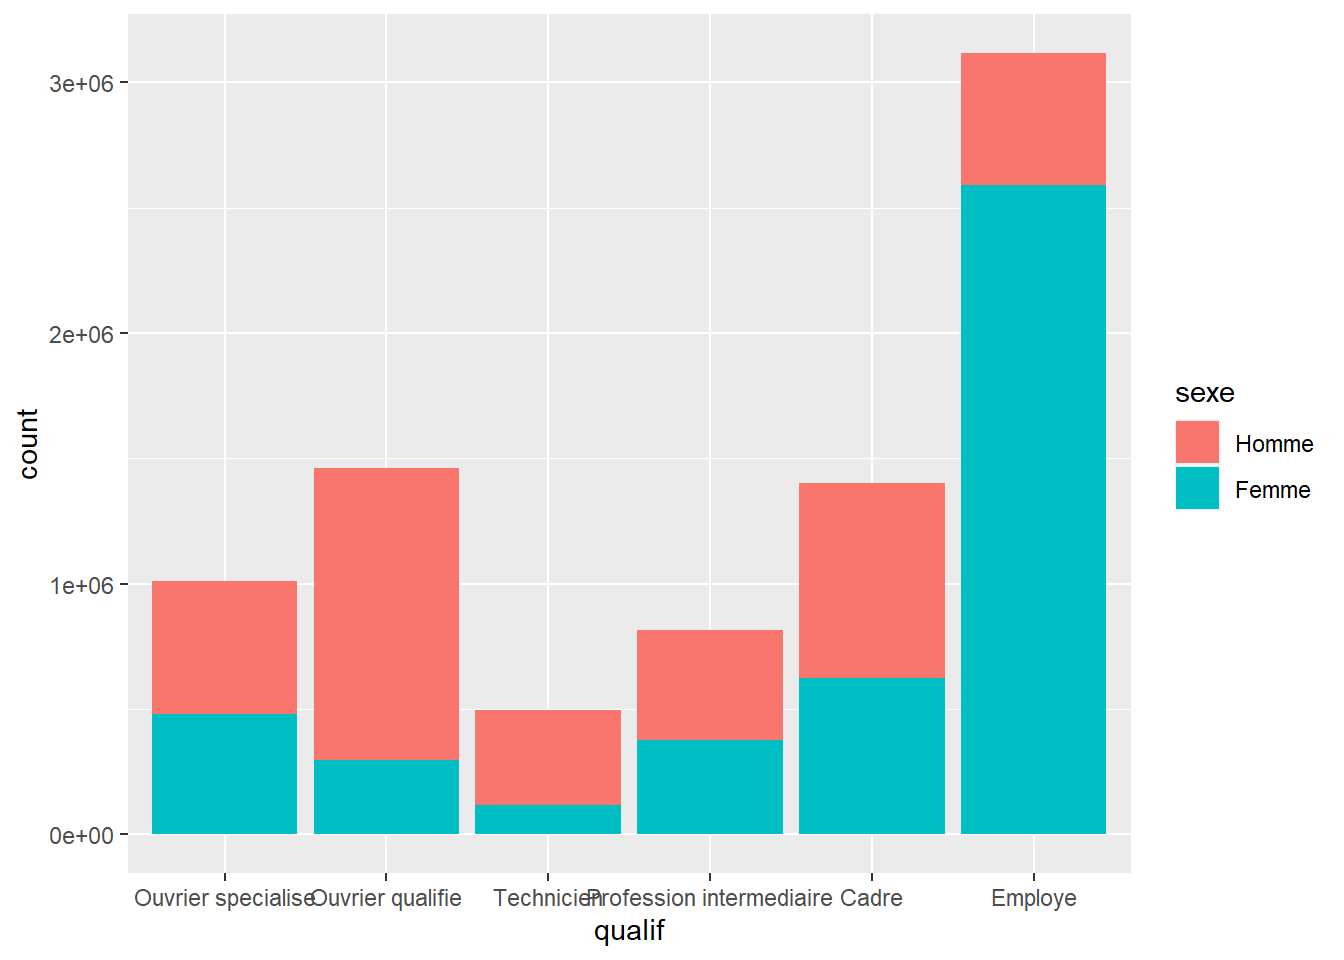 3e+06
2e+06
1e+06
0e+00
count
Ouvrier specialise
Ouvrier qualifie
Technicien
Profession intermediaire
Cadre
Employe
qualif
sexe
Homme
Femme